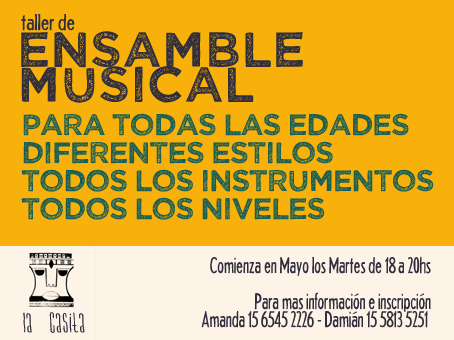 taller de
ENSAMBLE
MUSICAL
PARA TODAS LAS EDADES
DIFERENTES ESTILOS
TODOS LOS INSTRUMENTOS
TODOS LOS NIVELES
Comienza en Mayo los Martes de 18 a 20hs
Para mas información e inscripción
Amanda 15 6545 2226 - Damián 15 5813 5251
la casita